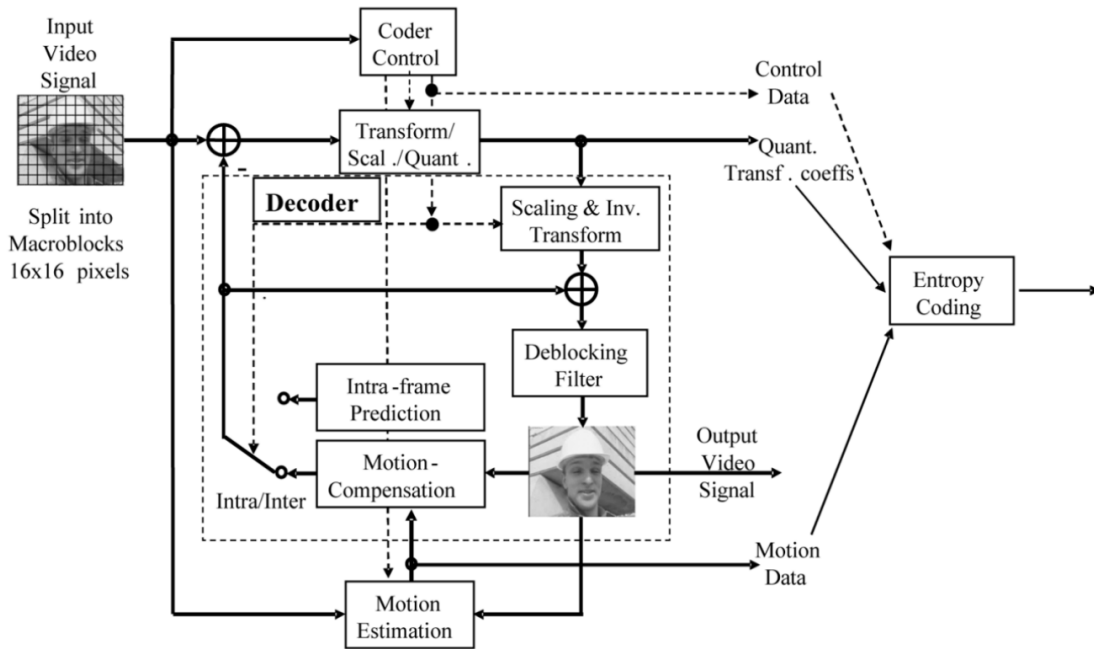 Input
Video
Signal
Coder
Control
Control
Data
Transform/
Scal./Quant.
Quant.
Transf. coeffs
-
Decoder
Scaling & Inv.
Transform
Split into
Macroblocks
16x16 pixels
Entropy
Coding
Deblocking
Filter
Intra-frame
Prediction
Output
Video
Signal
Motion-
Compensation
Intra/Inter
Motion
Data
Motion
Estimation